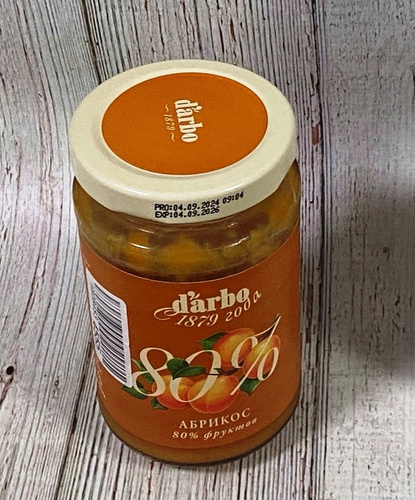 d'arbo
~ 1879 ~
PRO:04.09.2024 09:04
EXP:04.09.2026
d'arbo
1879 года
80%
АБРИКОС
80% фруктов